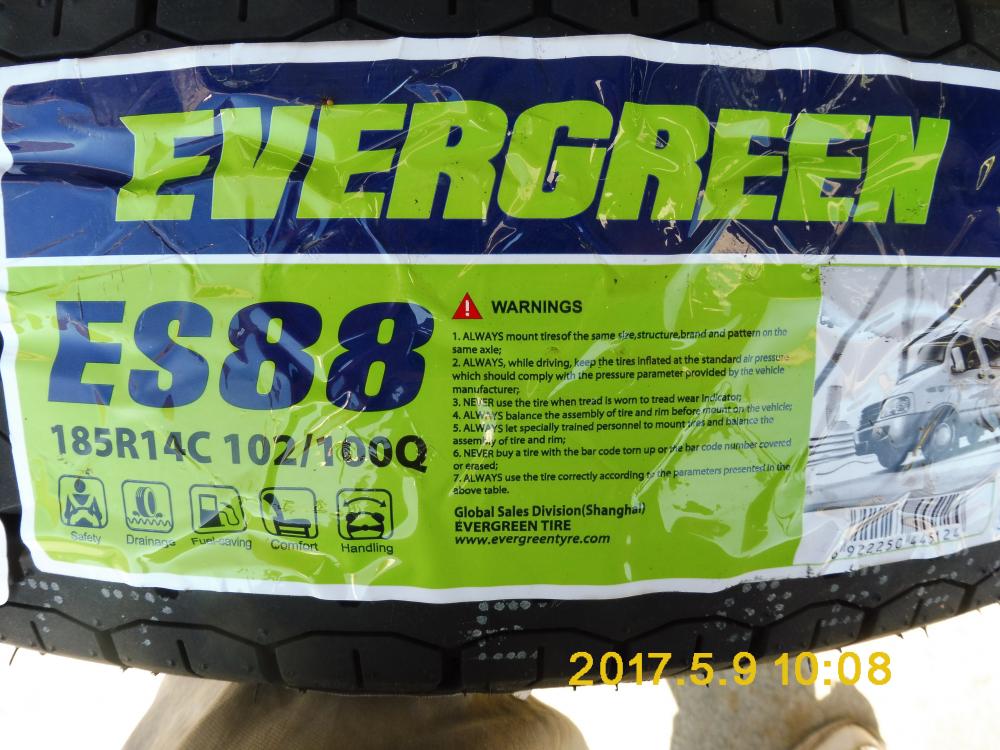 EVERGREEN
ES88
185R14C 102/100Q
Safety
Drainage
Fuel-saving
Comfort
Handling
WARNINGS
1. ALWAYS mount tires of the same size,structure,brand and pattern on the
same axle;
2. ALWAYS, while driving, keep the tires inflated at the standard air pressure
which should comply with the pressure parameter provided by the vehicle
manufacturer;
3. NEVER use the tire when tread is worn to tread wear indicator;
4. ALWAYS balance the assembly of tire and rim before mount on the vehicle;
5. ALWAYS let specially trained personnel to mount tires and balance the
assembly of tire and rim;
6. NEVER buy a tire with the bar code torn up or the bar code number covered
or erased;
7. ALWAYS use the tire correctly according to the parameters presented in the
above table.
Global Sales Division(Shanghai)
EVERGREEN TIRE
www.evergreentyre.com
2017.5.9 10:08